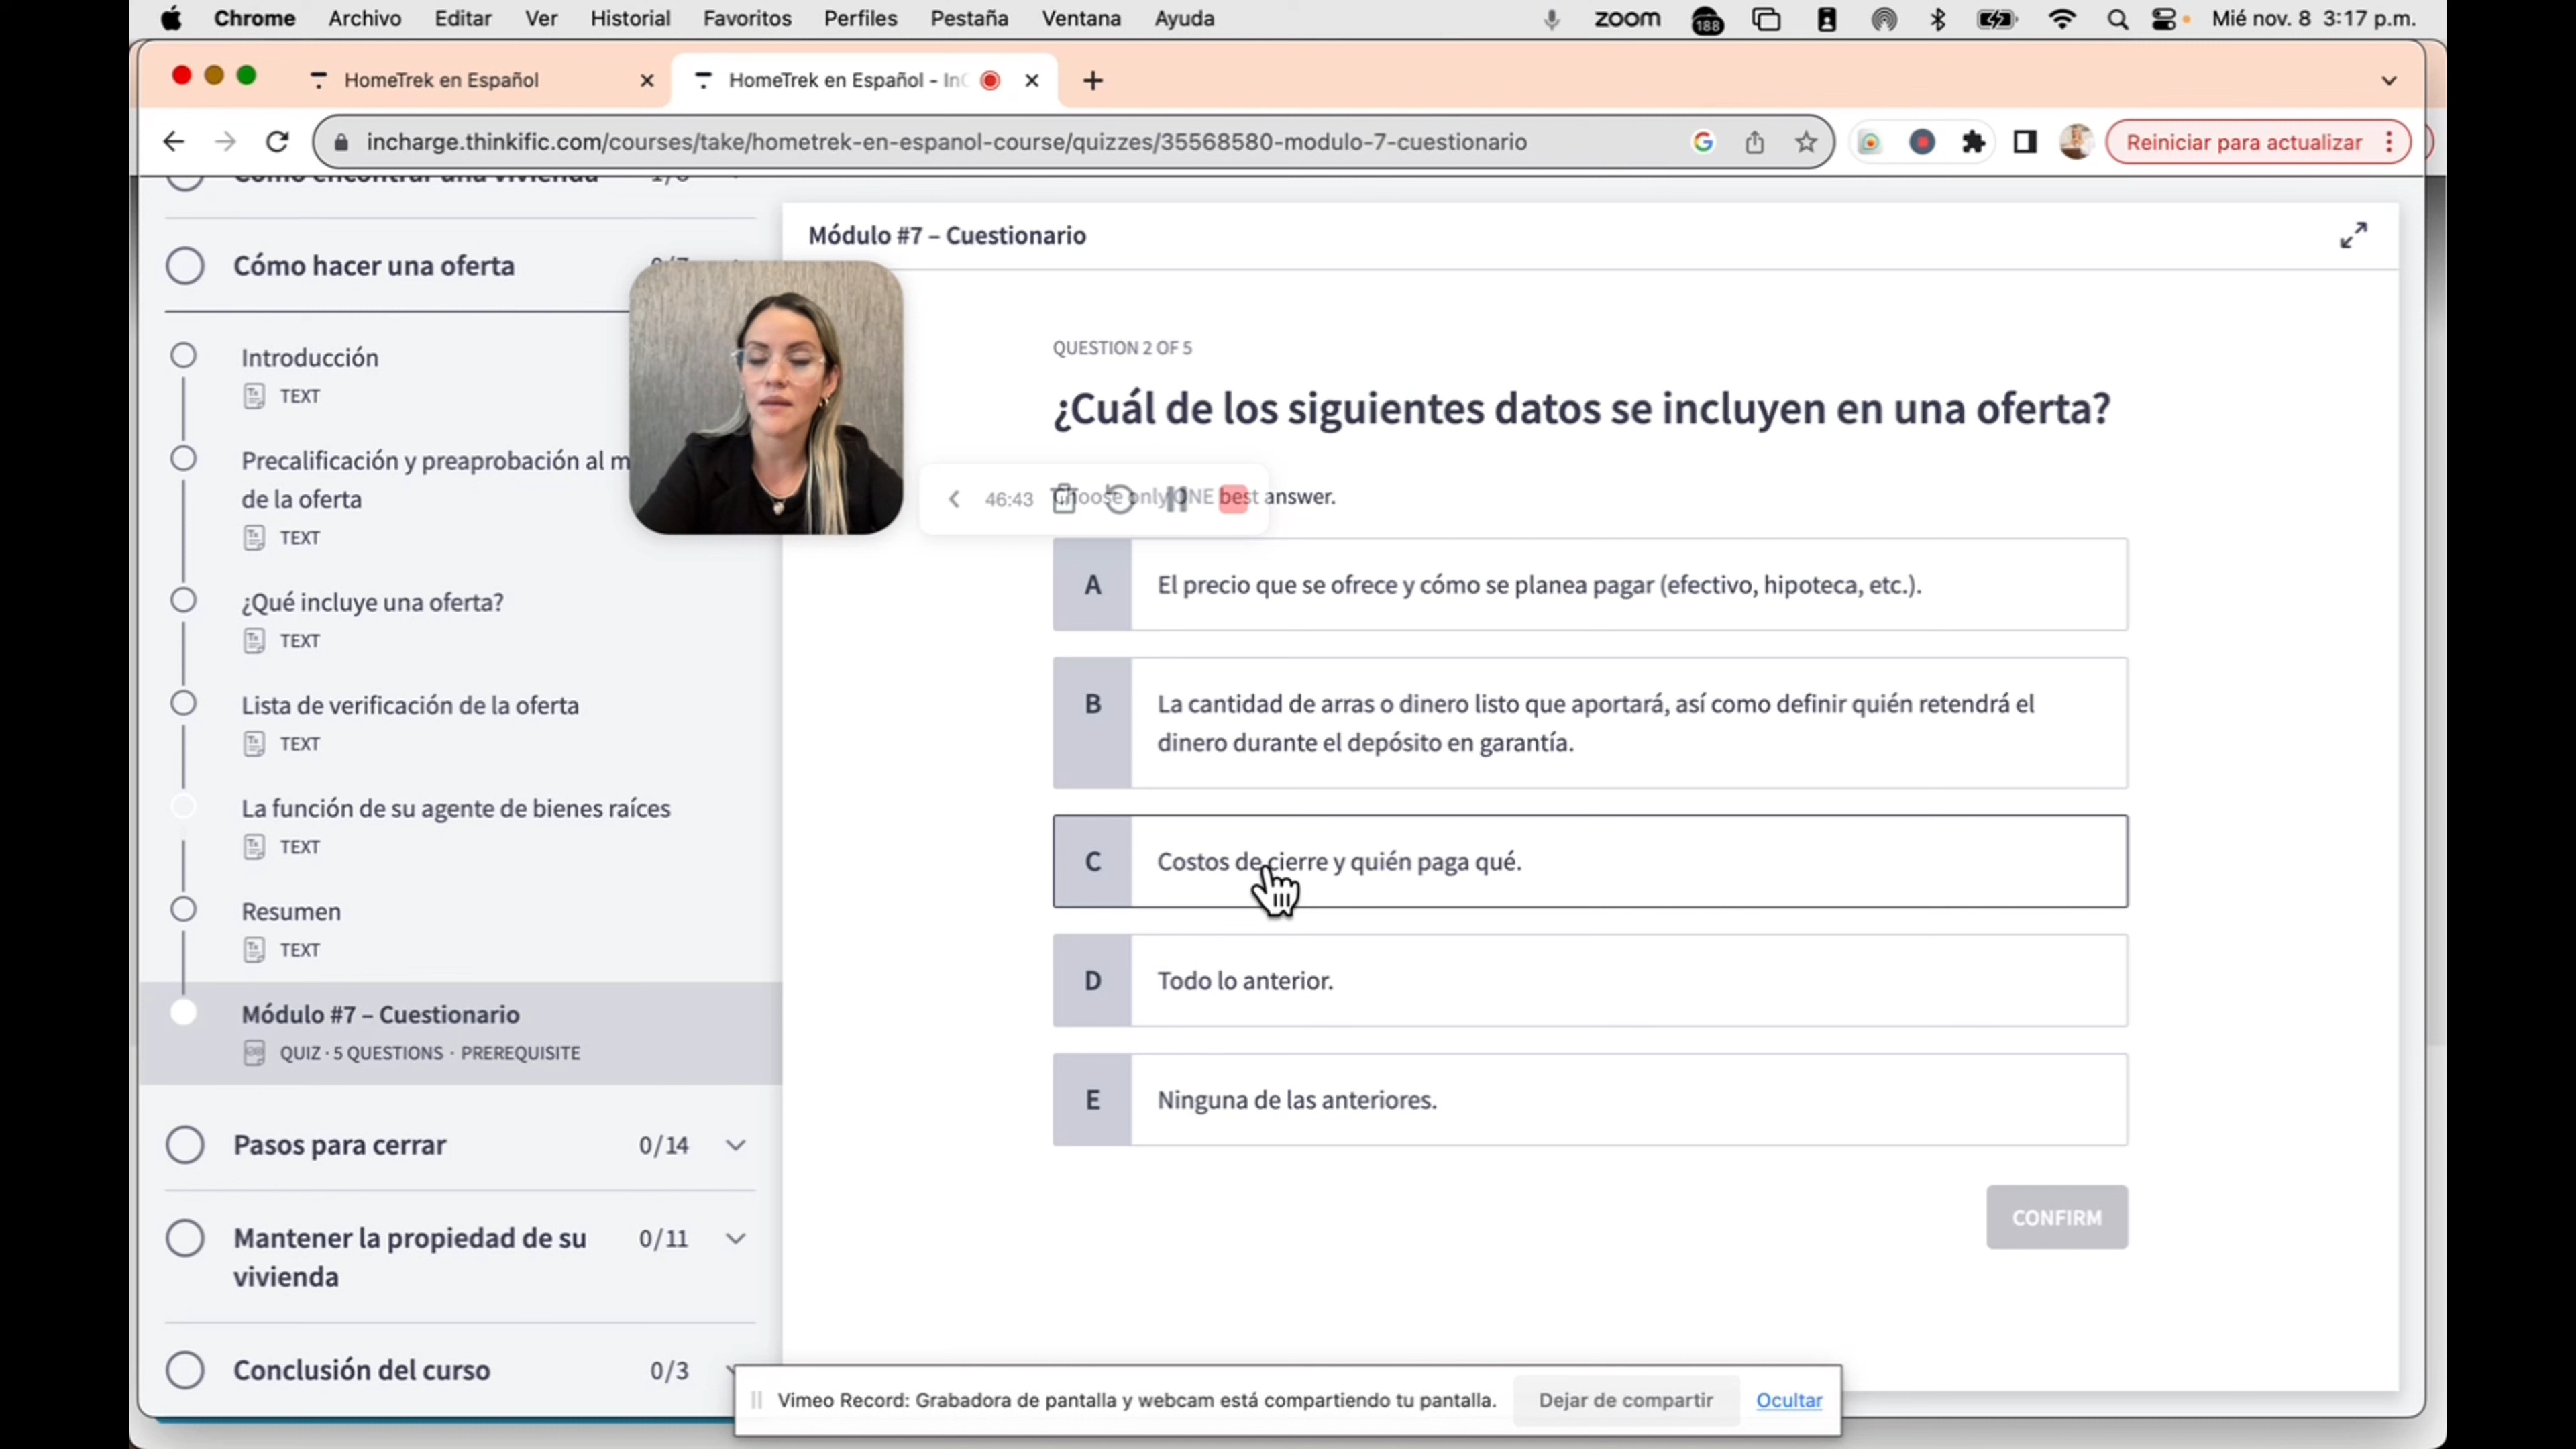 Chrome Archivo Editar Ver Historial Favoritos Perfiles Pestaña Ventana Ayuda zoom 188 Mié nov. 8 3:17 p.m.
HomeTrek en Español
HomeTrek en Español - In
incharge.thinkific.com/courses/take/hometrek-en-espanol-course/quizzes/35568580-modulo-7-cuestionario
Reiniciar para actualizar
Cómo encontrar una vivienda
Cómo hacer una oferta
Introducción
TEXT
Precalificación y preaprobación al m
de la oferta
TEXT
¿Qué incluye una oferta?
TEXT
Lista de verificación de la oferta
TEXT
La función de su agente de bienes raíces
TEXT
Resumen
TEXT
Módulo #7 – Cuestionario
QUIZ · 5 QUESTIONS · PREREQUISITE
Pasos para cerrar 0/14
Mantener la propiedad de su
vivienda
0/11
Conclusión del curso 0/3
Módulo #7 – Cuestionario
QUESTION 2 OF 5
¿Cuál de los siguientes datos se incluyen en una oferta?
46:43
Choose only ONE best answer.
A El precio que se ofrece y cómo se planea pagar (efectivo, hipoteca, etc.).
B La cantidad de arras o dinero listo que aportará, así como definir quién retendrá el
dinero durante el depósito en garantía.
C Costos de cierre y quién paga qué.
D Todo lo anterior.
E Ninguna de las anteriores.
CONFIRM
Vimeo Record: Grabadora de pantalla y webcam está compartiendo tu pantalla. Dejar de compartir Ocultar